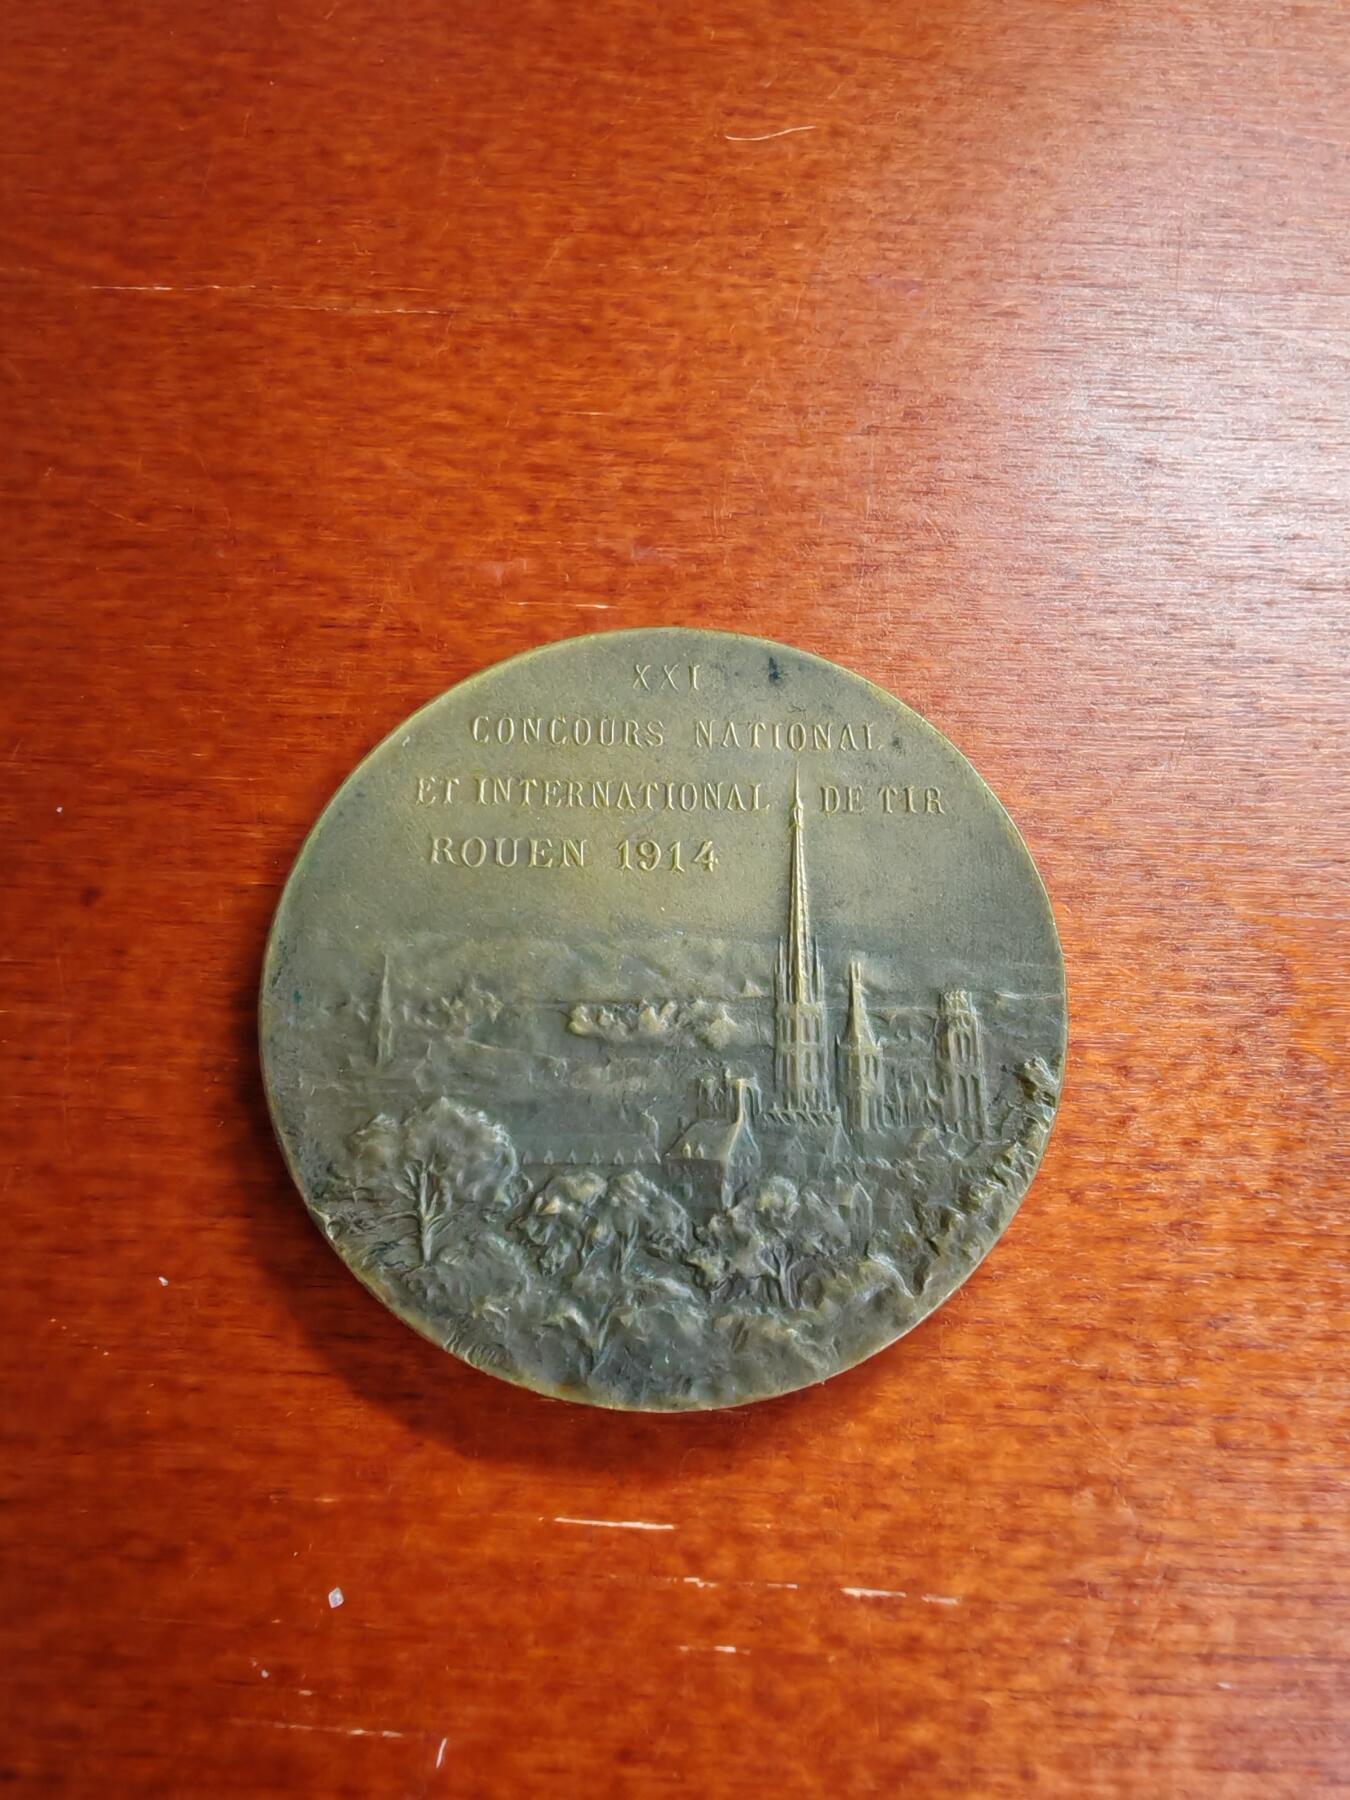 XXI
CONCOURS NATIONAL
ET INTERNATIONAL DE TIR
ROUEN 1914